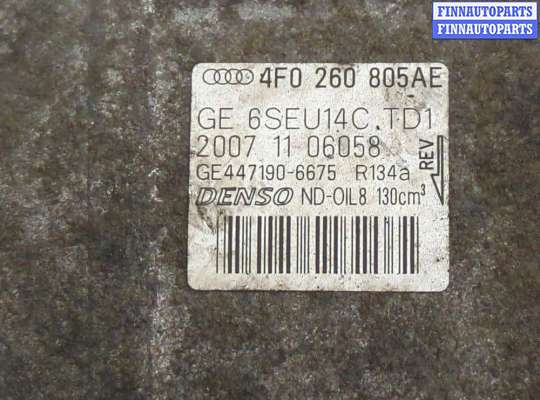 FINNAUTOPARTS
FINNAUTOPARTS
4F0 260 805AE
GE 6SEU14C.TD1
2007 11 06058
GE447190-6675 R134a
REV
DENSO ND-OIL8 130cm³